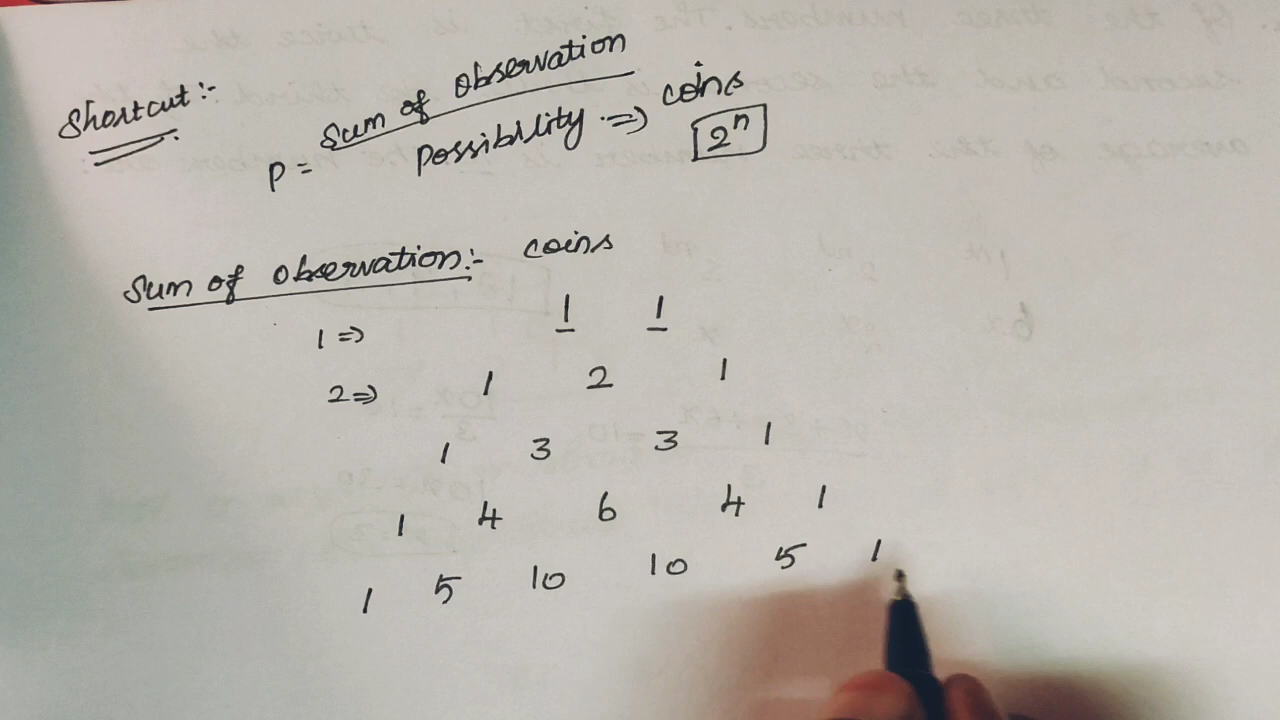 Shortcut:-
P = Sum of observation
possibility => coins
2ⁿ
Sum of observation:- coins
1 => 1 1
2 => 1 2 1
1 3 3 1
1 4 6 4 1
1 5 10 10 5 1